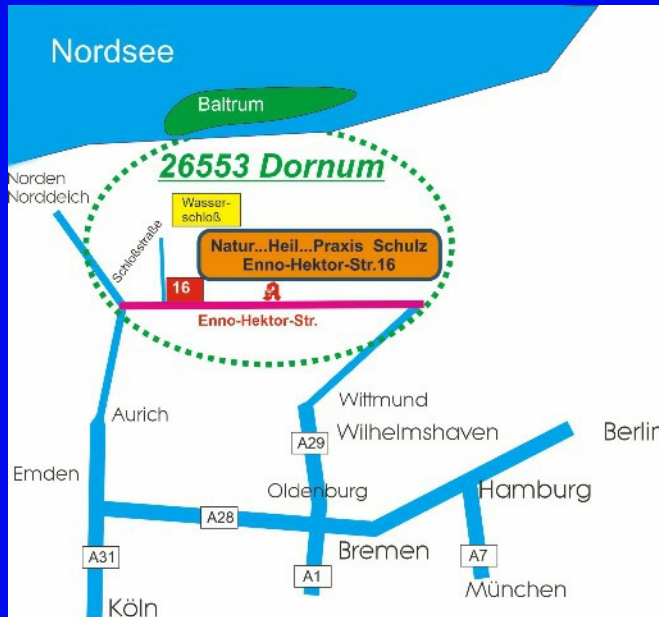 Nordsee
Baltrum
26553 Dornum
Norden
Norddeich
Wasser-
schloß
Schloßstraße
Natur...Heil...Praxis Schulz
Enno-Hektor-Str.16
16
A
Enno-Hektor-Str.
Aurich
Wittmund
A29
Wilhelmshaven
Berlin
Emden
Oldenburg
Hamburg
A28
A31
Bremen
A7
A1
München
Köln